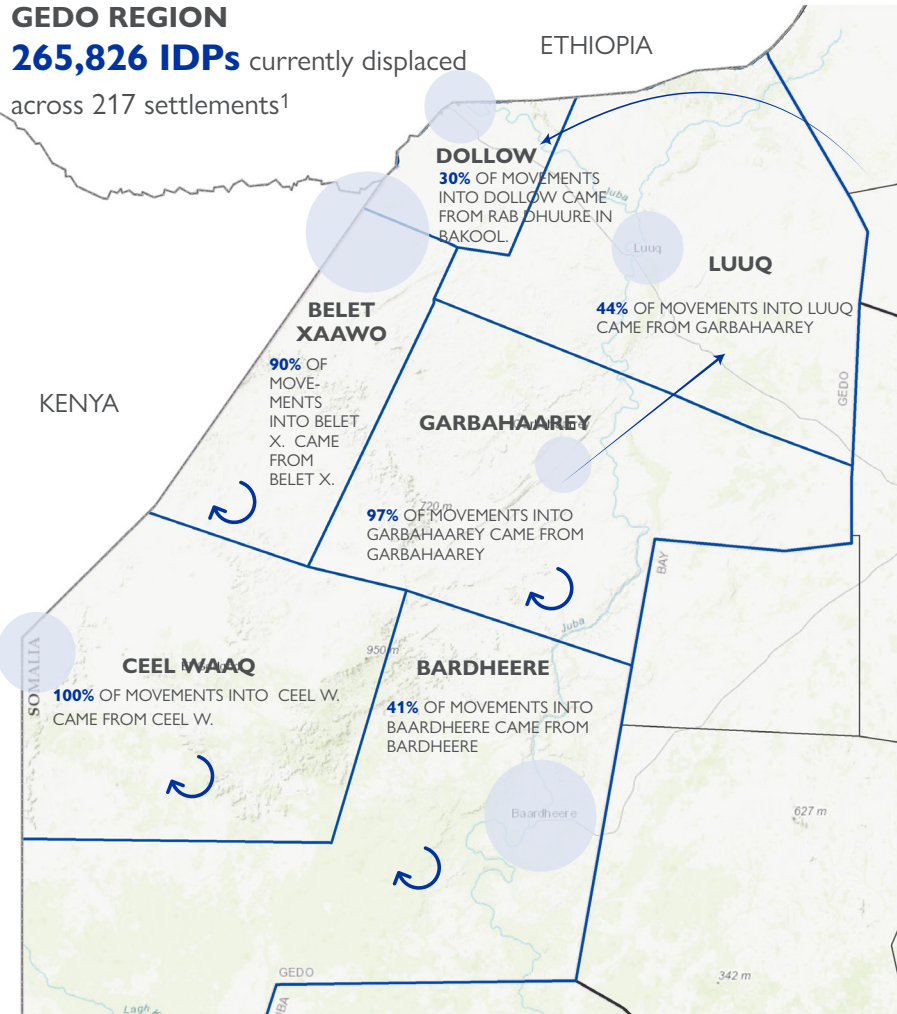 GEDO REGION
265,826 IDPs currently displaced
across 217 settlements¹
ETHIOPIA
DOLLOW
30% OF MOVEMENTS
INTO DOLLOW CAME
FROM RAB DHUURE IN
BAKOOL.
Juba
Luuq
LUUQ
44% OF MOVEMENTS INTO LUUQ
CAME FROM GARBAHAAREY
BELET
XAAWO
90% OF
MOVE-
MENTS
INTO BELET
X. CAME
FROM
BELET X.
KENYA
GEDO
GARBAHAAREY
720 m
97% OF MOVEMENTS INTO
GARBAHAAREY CAME FROM
GARBAHAAREY
BAY
Juba
950 m
SOMALIA
CEEL WAAQ
100% OF MOVEMENTS INTO CEEL W.
CAME FROM CEEL W.
BARDHEERE
41% OF MOVEMENTS INTO
BAARDHEERE CAME FROM
BARDHEERE
Baardheere
627 m
GEDO
342 m
Lagh